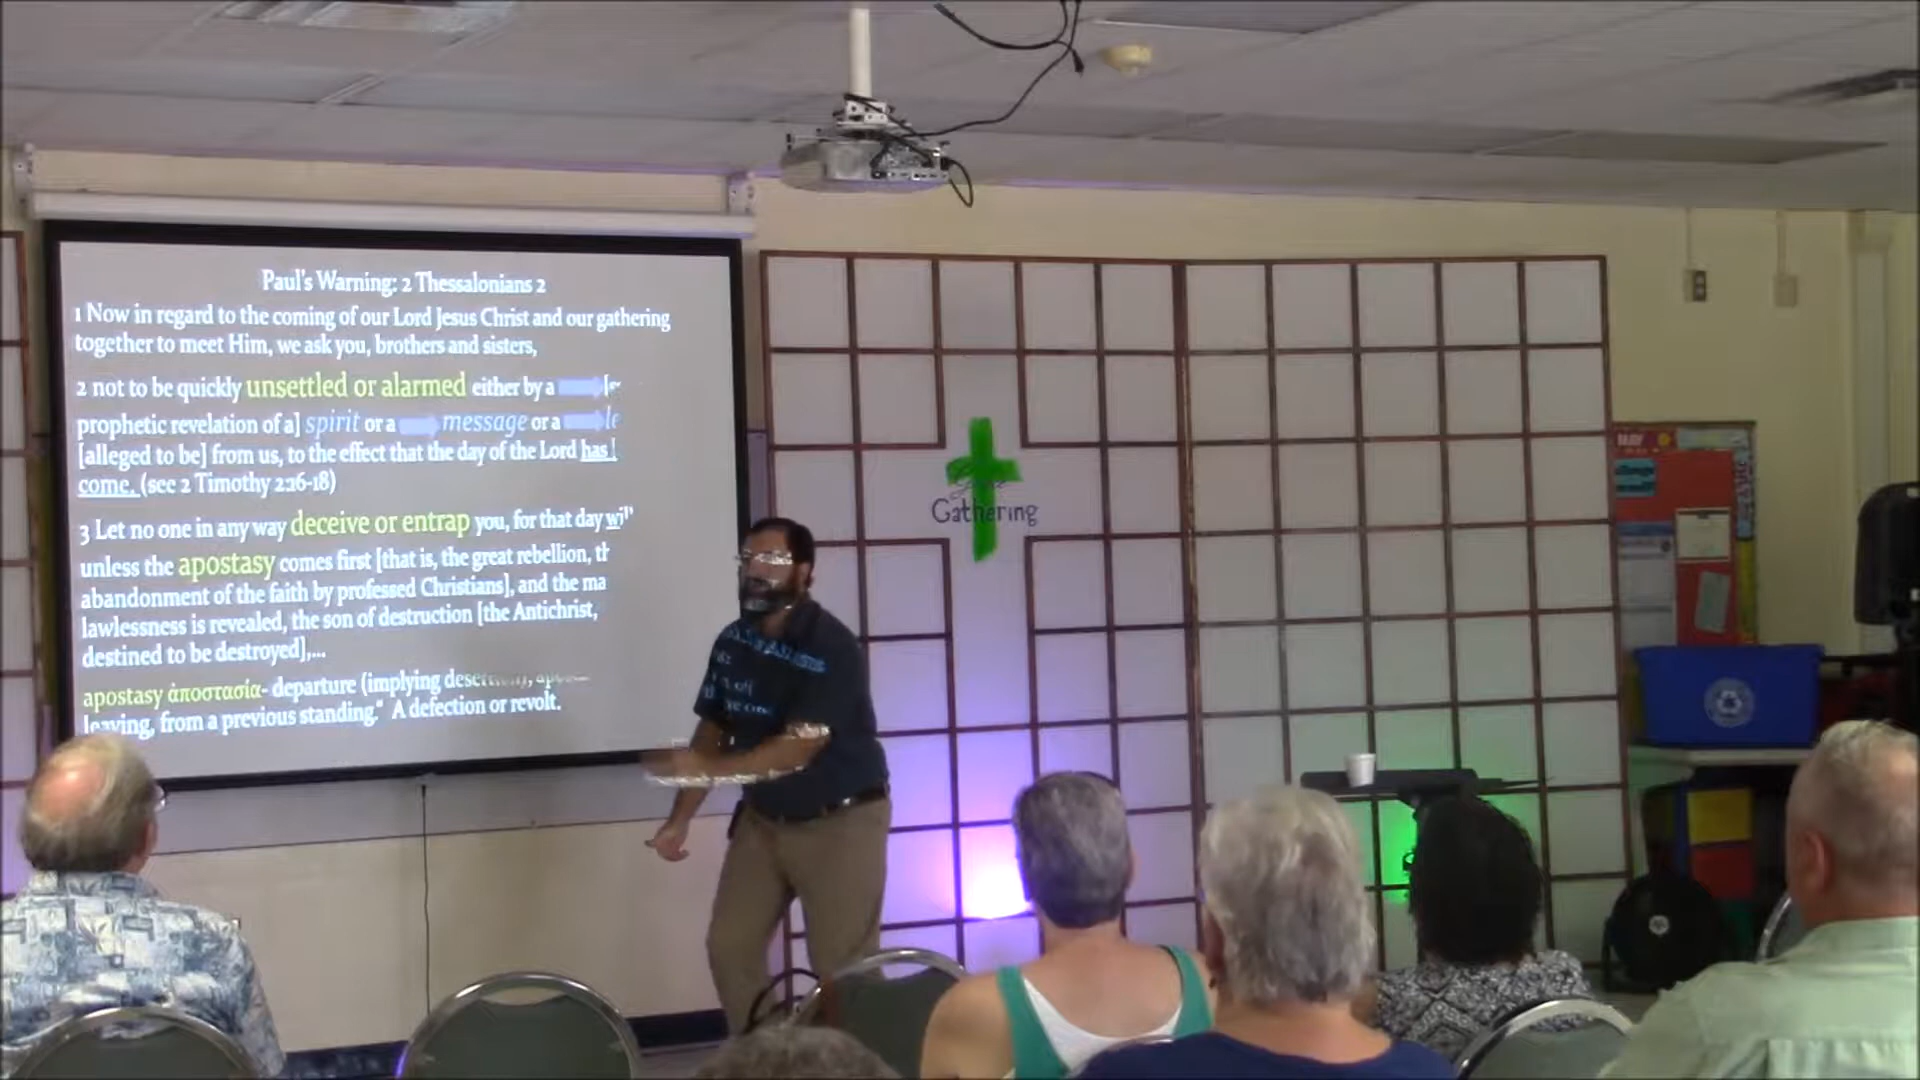 Paul's Warning: 2 Thessalonians 2
1 Now in regard to the coming of our Lord Jesus Christ and our gathering
together to meet Him, we ask you, brothers and sisters,
2 not to be quickly unsettled or alarmed either by a
prophetic revelation of a] spirit or a message or a
[alleged to be] from us, to the effect that the day of the Lord has
come. (see 2 Timothy 2:16-18)
3 Let no one in any way deceive or entrap you, for that day
unless the apostasy comes first [that is, the great rebellion,
abandonment of the faith by professed Christians], and the
lawlessness is revealed, the son of destruction [the Antichrist,
destined to be destroyed],...
apostasy ἀποστασία- departure (implying
leaving, from a previous standing." A defection or revolt.
Gathering
MAY